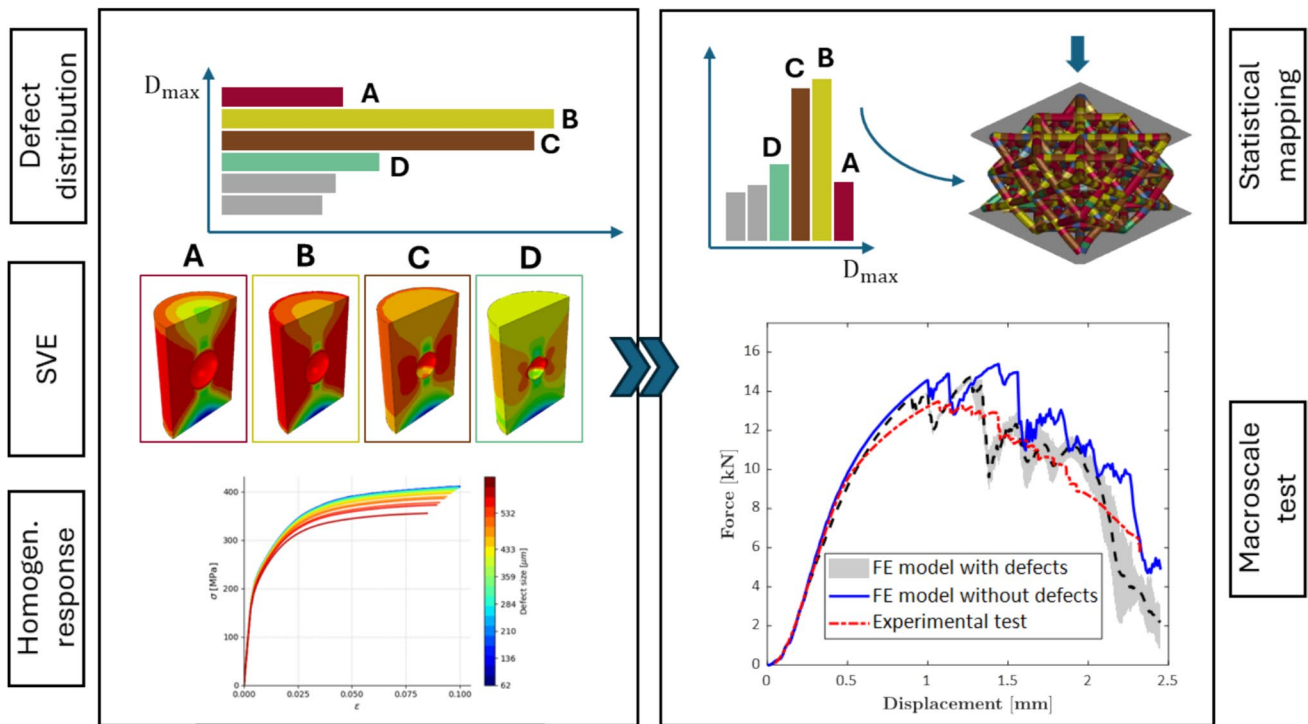 Defect
distribution
SVE
Homogen.
response
D_max
A
B
C
D
A B C D
400
300
200
100
0
σ [MPa]
0.000 0.025 0.050 0.075 0.100
ε
532
433
359
284
210
136
62
Defect size [μm]
D
C
B
A
D_max
16
14
12
10
8
6
4
2
0
Force [kN]
FE model with defects
FE model without defects
Experimental test
0 0.5 1 1.5 2 2.5
Displacement [mm]
Statistical
mapping
Macroscale
test